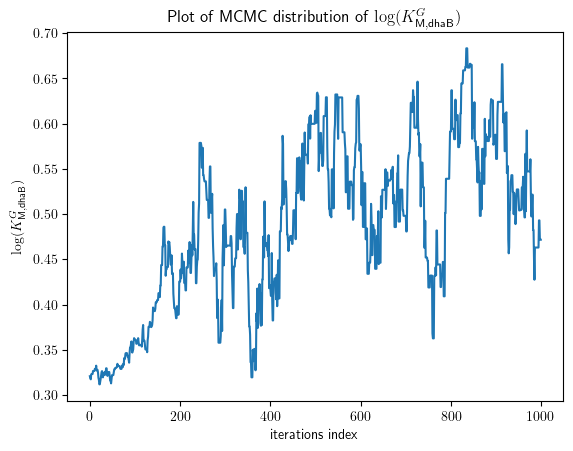 Plot of MCMC distribution of log(K^G_M,dhaB)
0.70
0.65
0.60
0.55
0.50
0.45
0.40
0.35
0.30
log(K^G_M,dhaB)
0 200 400 600 800 1000
iterations index